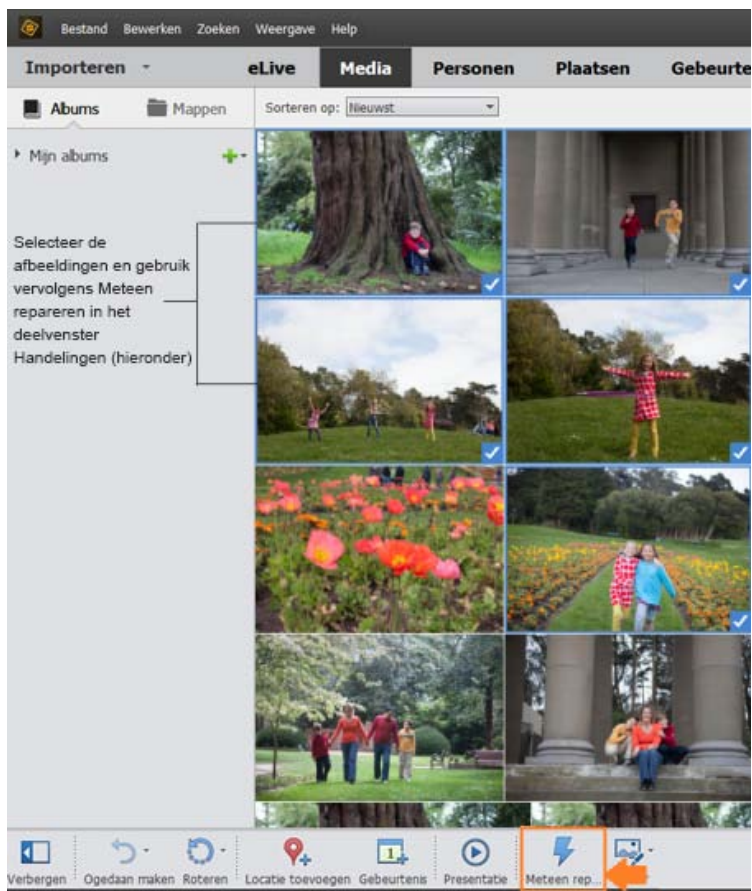 Bestand Bewerken Zoeken Weergave Help
Importeren eLive Media Personen Plaatsen Gebeurte
Albums Mappen Sorteren op: Nieuwst
Mijn albums
Selecteer de
afbeeldingen en gebruik
vervolgens Meteen
repareren in het
deelvenster
Handelingen (hieronder)
1
Verbergen Ogedaan maken Roteren Locatie toevoegen Gebeurtenis Presentatie Meteen rep...